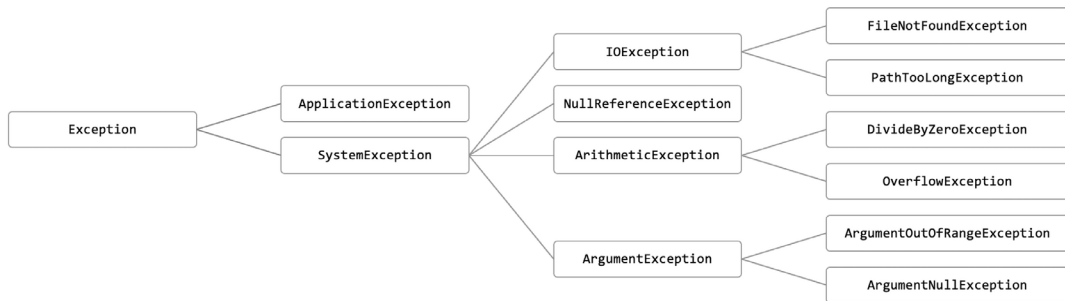 Exception
ApplicationException
SystemException
IOException
NullReferenceException
ArithmeticException
ArgumentException
FileNotFoundException
PathTooLongException
DivideByZeroException
OverflowException
ArgumentOutOfRangeException
ArgumentNullException